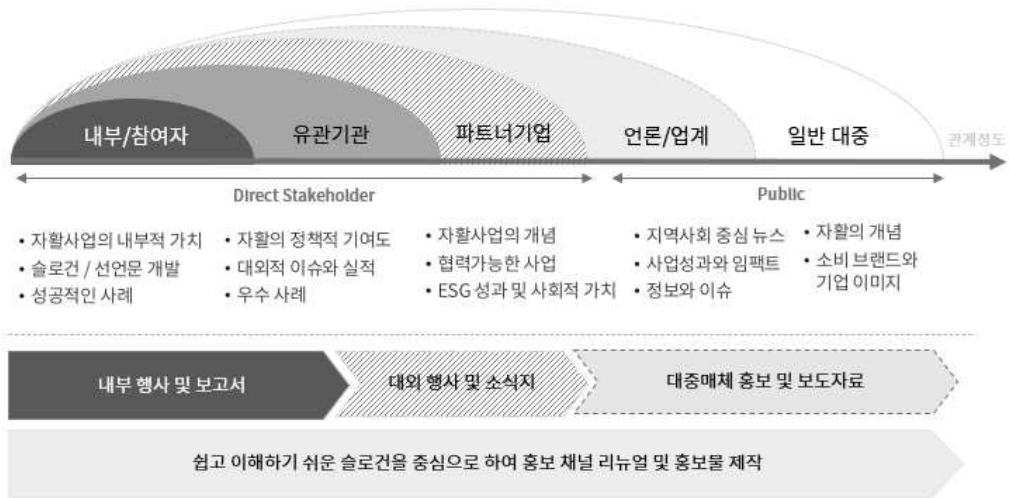 내부/참여자
유관기관
파트너기업
언론/업계
일반 대중
관계정도
Direct Stakeholder
Public
• 자활사업의 내부적 가치
• 슬로건 / 선언문 개발
• 성공적인 사례
• 자활의 정책적 기여도
• 대외적 이슈와 실적
• 우수 사례
• 자활사업의 개념
• 협력가능한 사업
• ESG 성과 및 사회적 가치
• 지역사회 중심 뉴스
• 사업성과와 임팩트
• 정보와 이슈
• 자활의 개념
• 소비 브랜드와
기업 이미지
내부 행사 및 보고서
대외 행사 및 소식지
대중매체 홍보 및 보도자료
쉽고 이해하기 쉬운 슬로건을 중심으로 하여 홍보 채널 리뉴얼 및 홍보물 제작